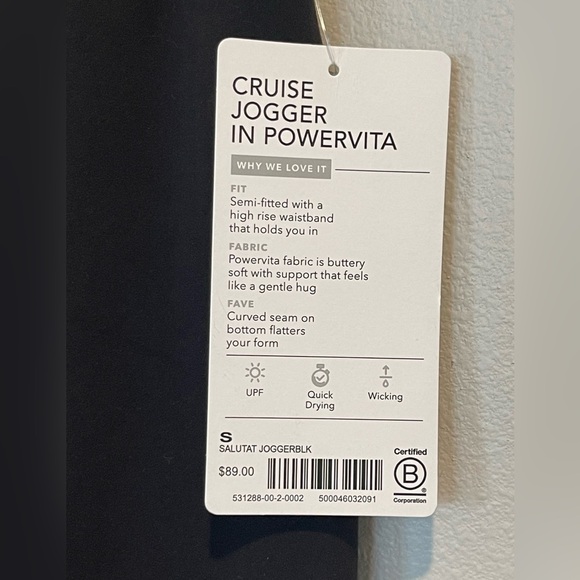 CRUISE
JOGGER
IN POWERVITA
WHY WE LOVE IT
FIT
Semi-fitted with a
high rise waistband
that holds you in
FABRIC
Powervita fabric is buttery
soft with support that feels
like a gentle hug
FAVE
Curved seam on
bottom flatters
your form
UPF
Quick
Drying
Wicking
S
SALUTAT JOGGERBLK
$89.00
531288-00-2-0002 500046032091
Certified
B
®
Corporation